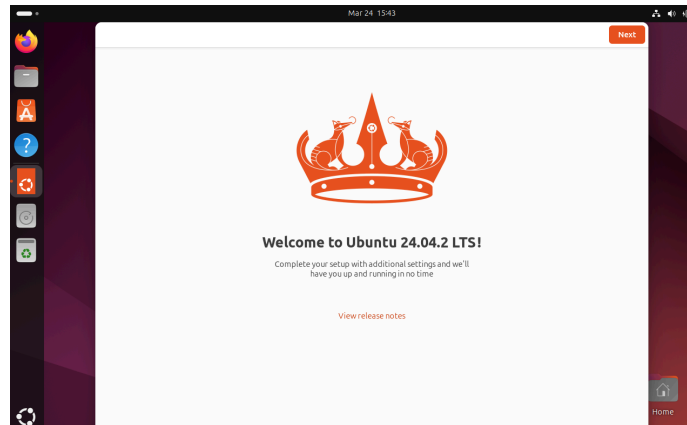 Mar 24 15:43
Next
Welcome to Ubuntu 24.04.2 LTS!
Complete your setup with additional settings and we'll
have you up and running in no time
View release notes
Home